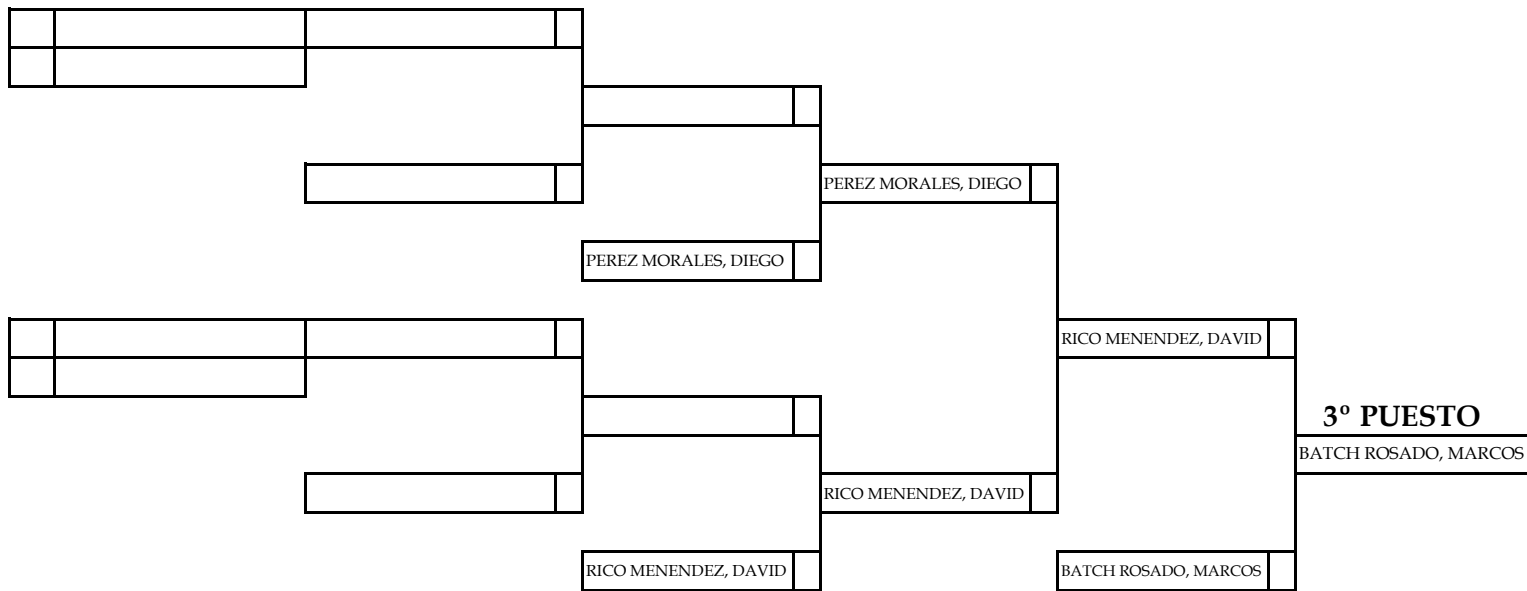 PEREZ MORALES, DIEGO
PEREZ MORALES, DIEGO
RICO MENENDEZ, DAVID
3º PUESTO
BATCH ROSADO, MARCOS
RICO MENENDEZ, DAVID
RICO MENENDEZ, DAVID
BATCH ROSADO, MARCOS